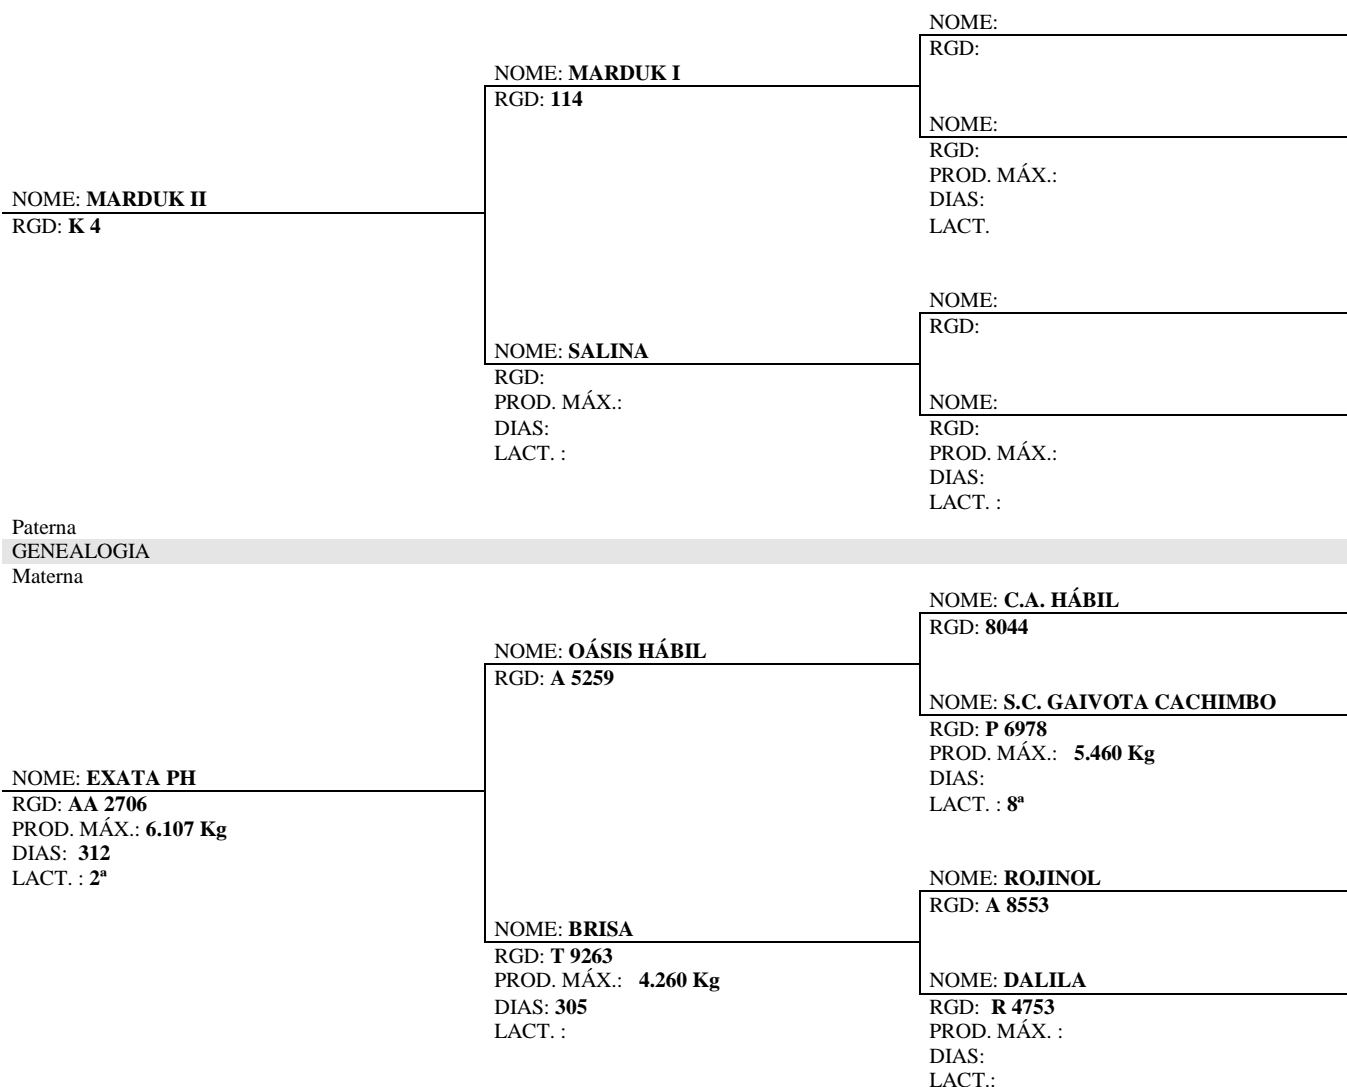 NOME:
RGD:
NOME: MARDUK I
RGD: 114
NOME:
RGD:
PROD. MÁX.:
NOME: MARDUK II
DIAS:
RGD: K 4
LACT.
NOME:
RGD:
NOME: SALINA
RGD:
PROD. MÁX.:
NOME:
DIAS:
RGD:
LACT. :
PROD. MÁX.:
DIAS:
LACT. :
Paterna
GENEALOGIA
Materna
NOME: C.A. HÁBIL
RGD: 8044
NOME: OÁSIS HÁBIL
RGD: A 5259
NOME: S.C. GAIVOTA CACHIMBO
RGD: P 6978
PROD. MÁX.: 5.460 Kg
NOME: EXATA PH
DIAS:
RGD: AA 2706
LACT. : 8ª
PROD. MÁX.: 6.107 Kg
DIAS: 312
LACT. : 2ª
NOME: ROJINOL
RGD: A 8553
NOME: BRISA
RGD: T 9263
PROD. MÁX.: 4.260 Kg
NOME: DALILA
DIAS: 305
RGD: R 4753
LACT. :
PROD. MÁX. :
DIAS:
LACT.: